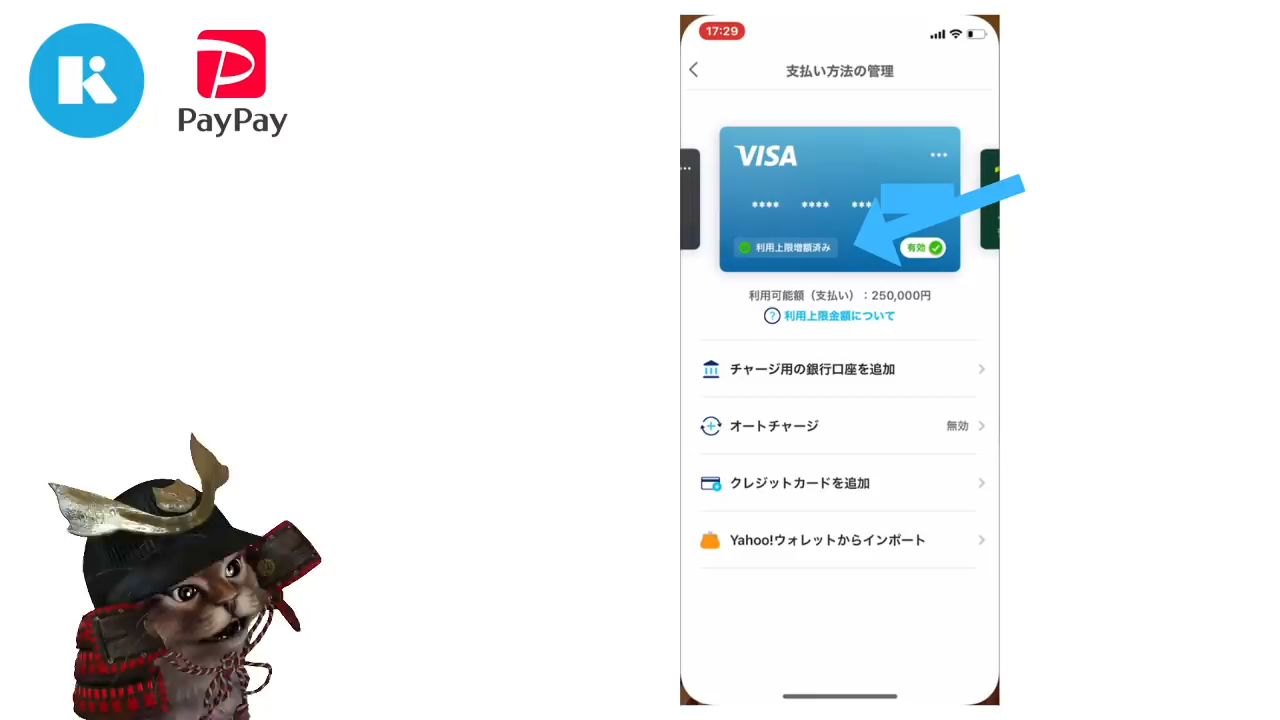 K
PayPay
17:29
支払い方法の管理
VISA
**** **** ***
利用上限増額済み
有効
利用可能額（支払い）：250,000円
? 利用上限金額について
チャージ用の銀行口座を追加
オートチャージ 無効
クレジットカードを追加
Yahoo!ウォレットからインポート